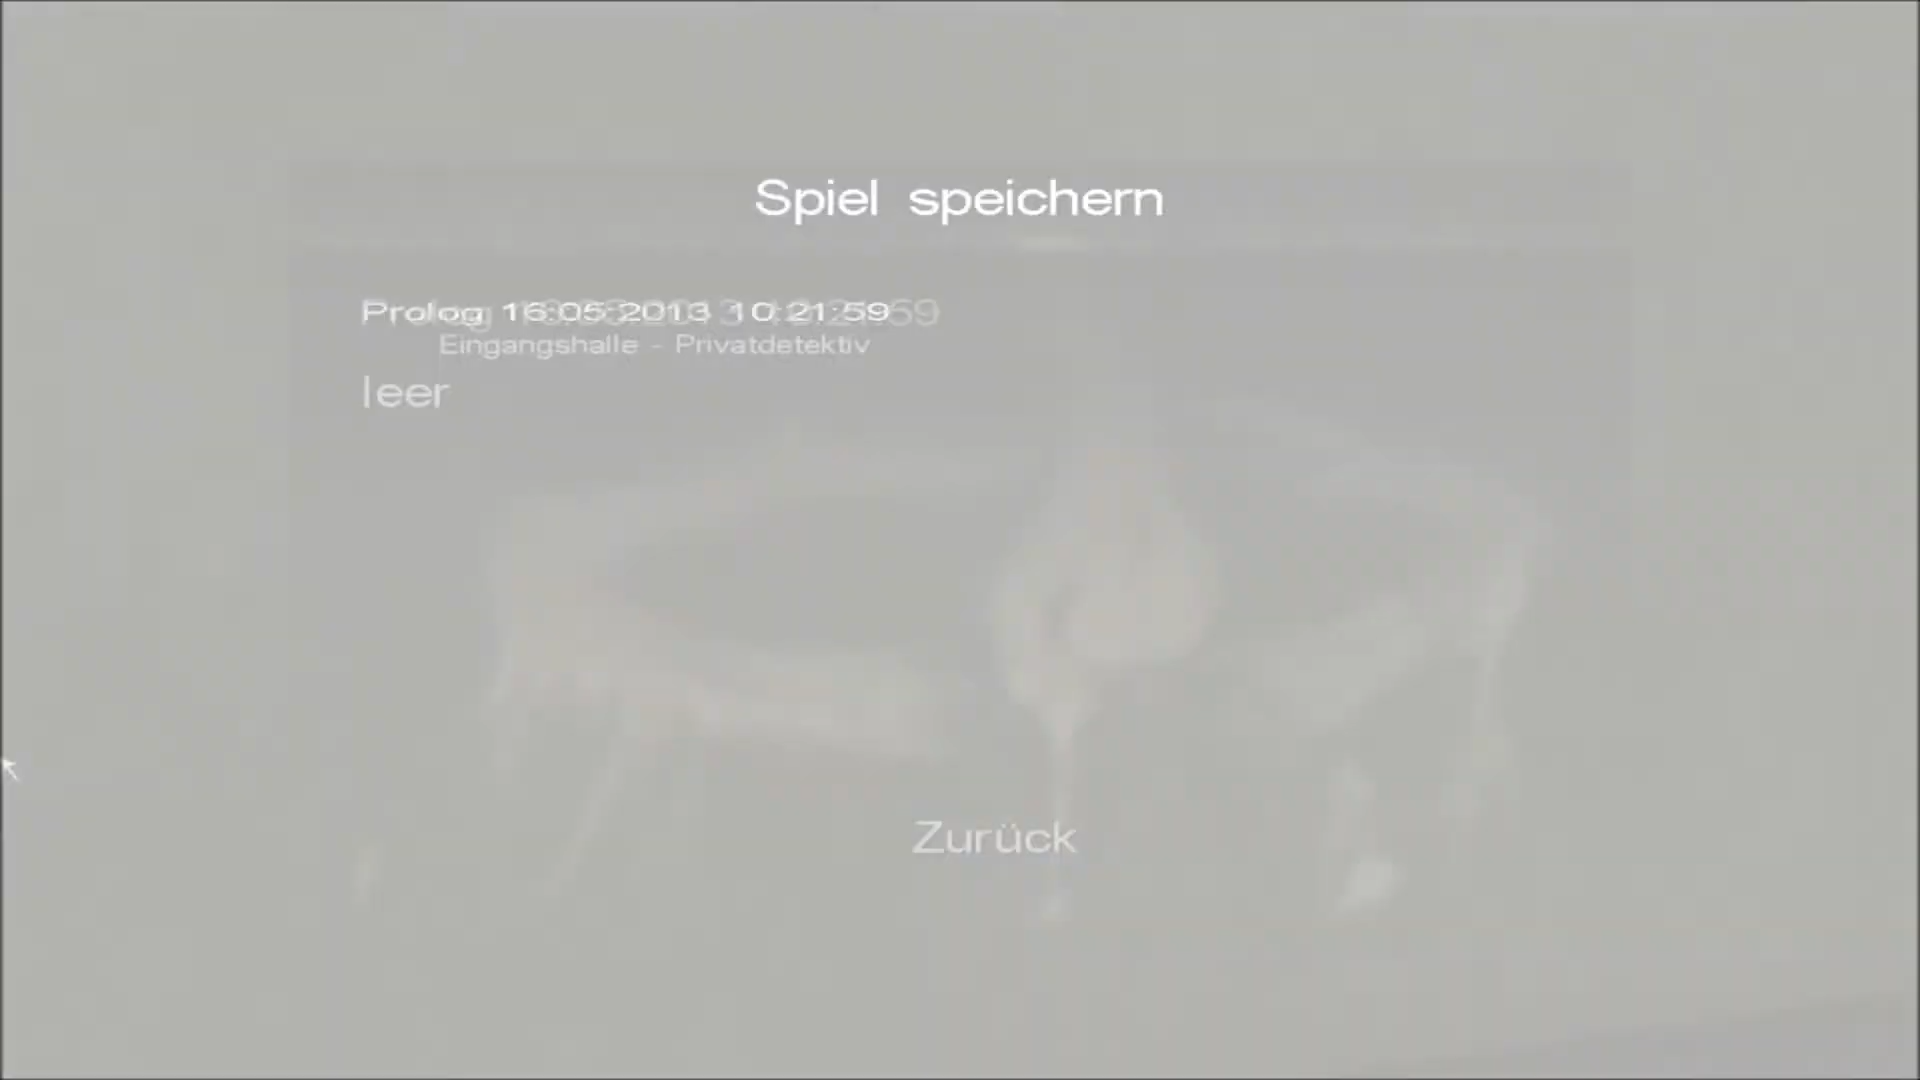 Spiel speichern
Prolog 16:05:2013 10:21:59
Eingangshalle - Privatdetektiv
leer
Zurück